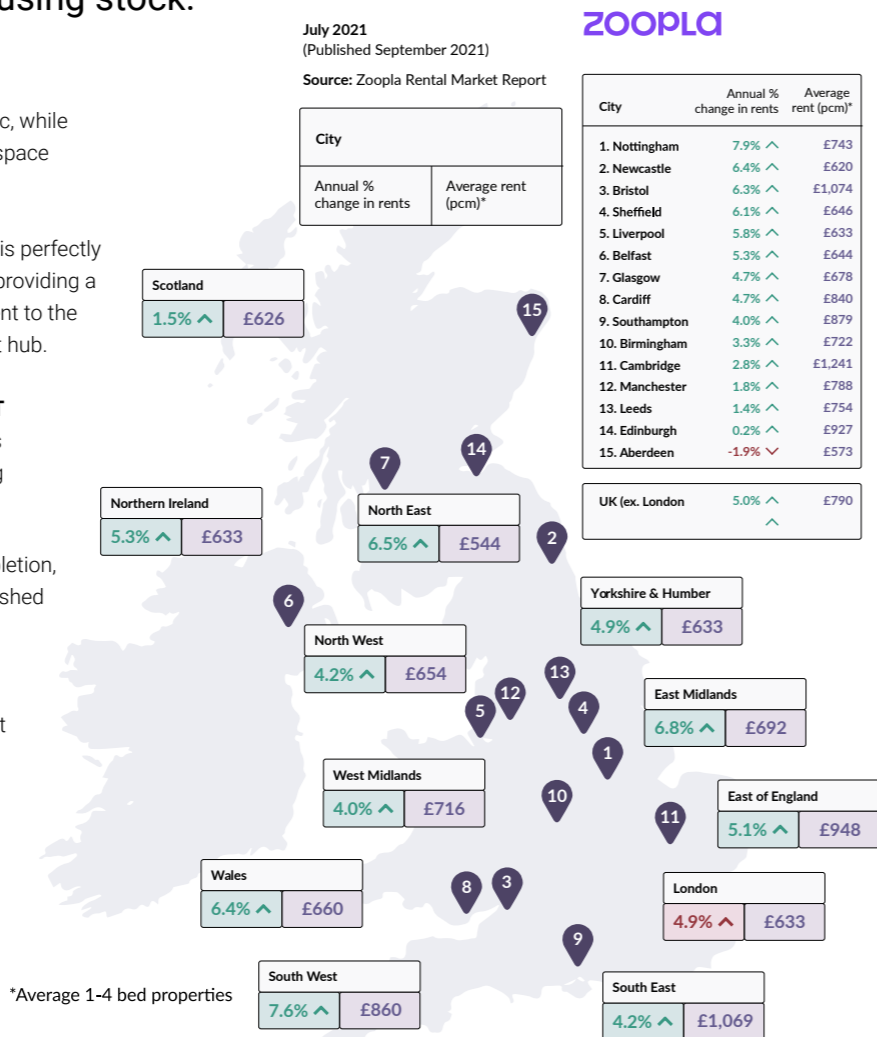 using stock.
c, while
space
is perfectly
providing a
nt to the
t hub.
s
g
letion,
shed
t
*Average 1-4 bed properties
July 2021
(Published September 2021)
Source: Zoopla Rental Market Report
City
Annual %
change in rents
Average rent
(pcm)*
ZOOPLA
City Annual %
change in rents Average
rent (pcm)*
1. Nottingham 7.9% £743
2. Newcastle 6.4% £620
3. Bristol 6.3% £1,074
4. Sheffield 6.1% £646
5. Liverpool 5.8% £633
6. Belfast 5.3% £644
7. Glasgow 4.7% £678
8. Cardiff 4.7% £840
9. Southampton 4.0% £879
10. Birmingham 3.3% £722
11. Cambridge 2.8% £1,241
12. Manchester 1.8% £788
13. Leeds 1.4% £754
14. Edinburgh 0.2% £927
15. Aberdeen -1.9% £573
UK (ex. London 5.0% £790
Scotland
1.5% £626
15
14
7
Northern Ireland
5.3% £633
North East
6.5% £544
2
6
Yorkshire & Humber
4.9% £633
North West
4.2% £654
13
12
5
4
East Midlands
6.8% £692
1
West Midlands
4.0% £716
10
11
East of England
5.1% £948
Wales
6.4% £660
8
3
London
4.9% £633
9
South West
7.6% £860
South East
4.2% £1,069